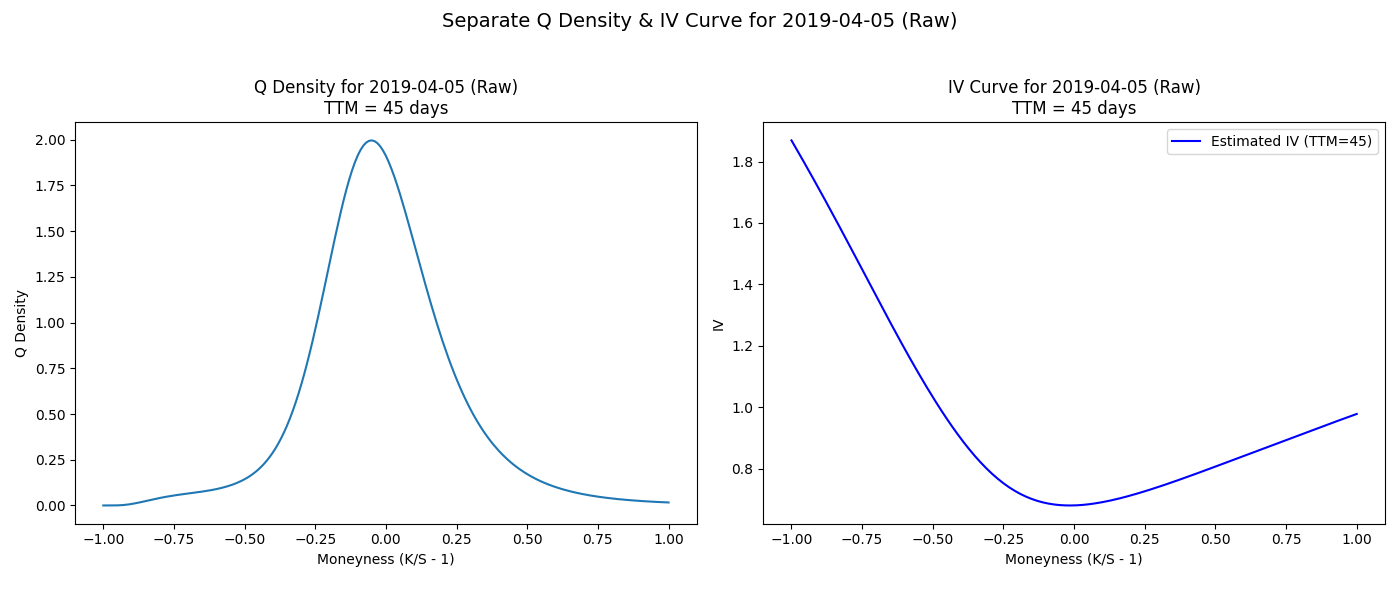 Separate Q Density & IV Curve for 2019-04-05 (Raw)
Q Density for 2019-04-05 (Raw)
TTM = 45 days
2.00
1.75
1.50
1.25
1.00
0.75
0.50
0.25
0.00
Q Density
−1.00 −0.75 −0.50 −0.25 0.00 0.25 0.50 0.75 1.00
Moneyness (K/S - 1)
IV Curve for 2019-04-05 (Raw)
TTM = 45 days
Estimated IV (TTM=45)
1.8
1.6
1.4
1.2
1.0
0.8
IV
−1.00 −0.75 −0.50 −0.25 0.00 0.25 0.50 0.75 1.00
Moneyness (K/S - 1)